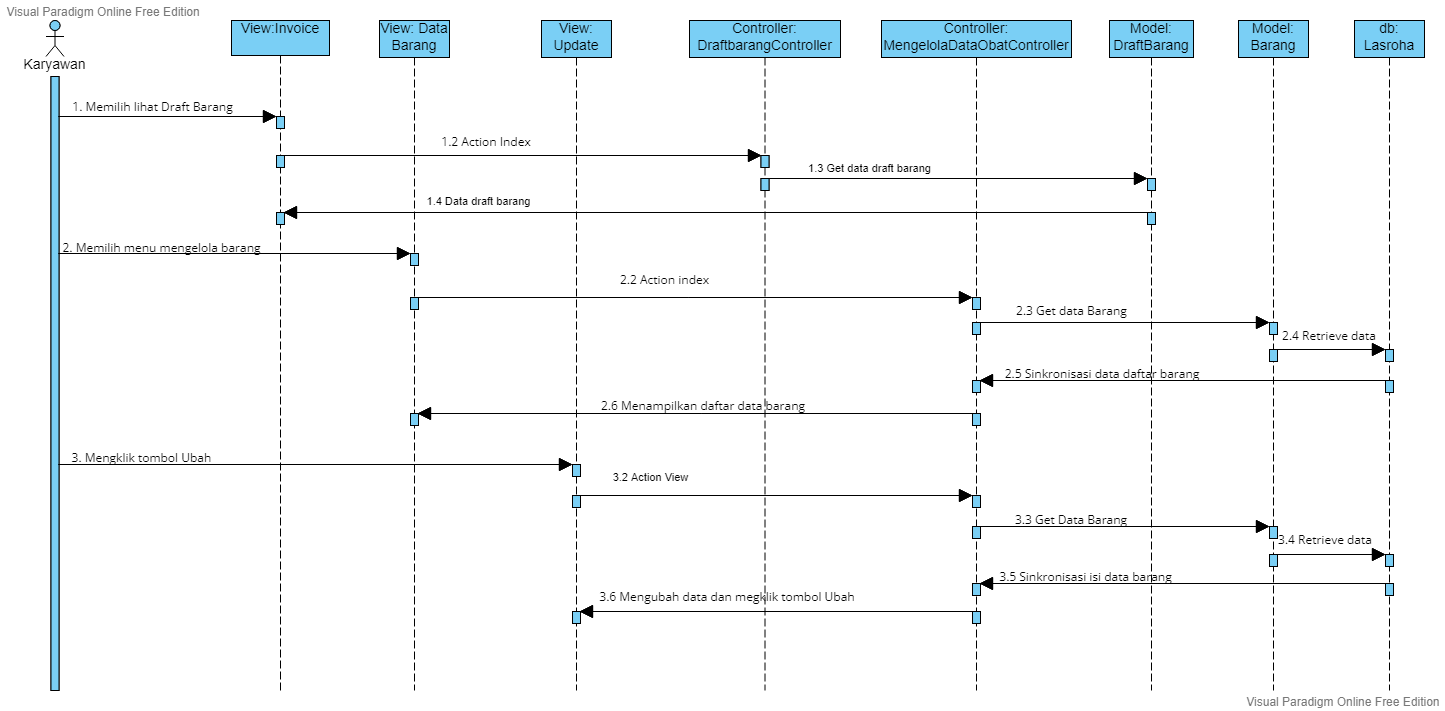 Visual Paradigm Online Free Edition
Karyawan
View:Invoice
View: Data
Barang
View:
Update
Controller:
DraftbarangController
Controller:
MengelolaDataObatController
Model:
DraftBarang
Model:
Barang
db:
Lasroha
1. Memilih lihat Draft Barang
1.2 Action Index
1.3 Get data draft barang
1.4 Data draft barang
2. Memilih menu mengelola barang
2.2 Action index
2.3 Get data Barang
2.4 Retrieve data
2.5 Sinkronisasi data daftar barang
2.6 Menampilkan daftar data barang
3. Mengklik tombol Ubah
3.2 Action View
3.3 Get Data Barang
3.4 Retrieve data
3.5 Sinkronisasi isi data barang
3.6 Mengubah data dan megklik tombol Ubah
Visual Paradigm Online Free Edition